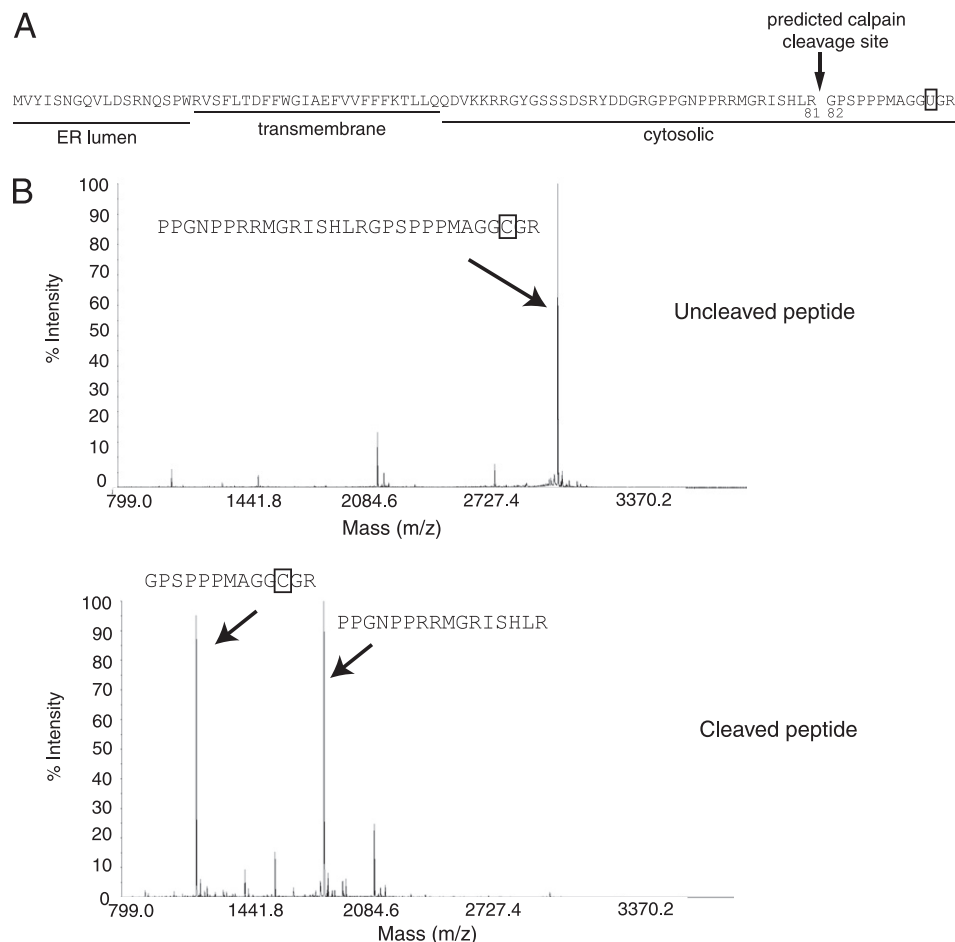 A
predicted calpain
cleavage site
MVYISNGQVLDSRNQSPWRVSFLTDFFWGIAEFVVFFFKTLLQQDVKKRRGYGSSSDSRYDDGRGPPGNPPRRMGRISHLR GPSPPPMAGGUGR
81 82
ER lumen
transmembrane
cytosolic
B
100
90
80
70
60
50
40
30
20
10
0
% Intensity
PPGNPPRRMGRISHLRGPSPPPMAGGCGR
Uncleaved peptide
799.0 1441.8 2084.6 2727.4 3370.2
Mass (m/z)
GPSPPPMAGGCGR
PPGNPPRRMGRISHLR
100
90
80
70
60
50
40
30
20
10
0
% Intensity
Cleaved peptide
799.0 1441.8 2084.6 2727.4 3370.2
Mass (m/z)